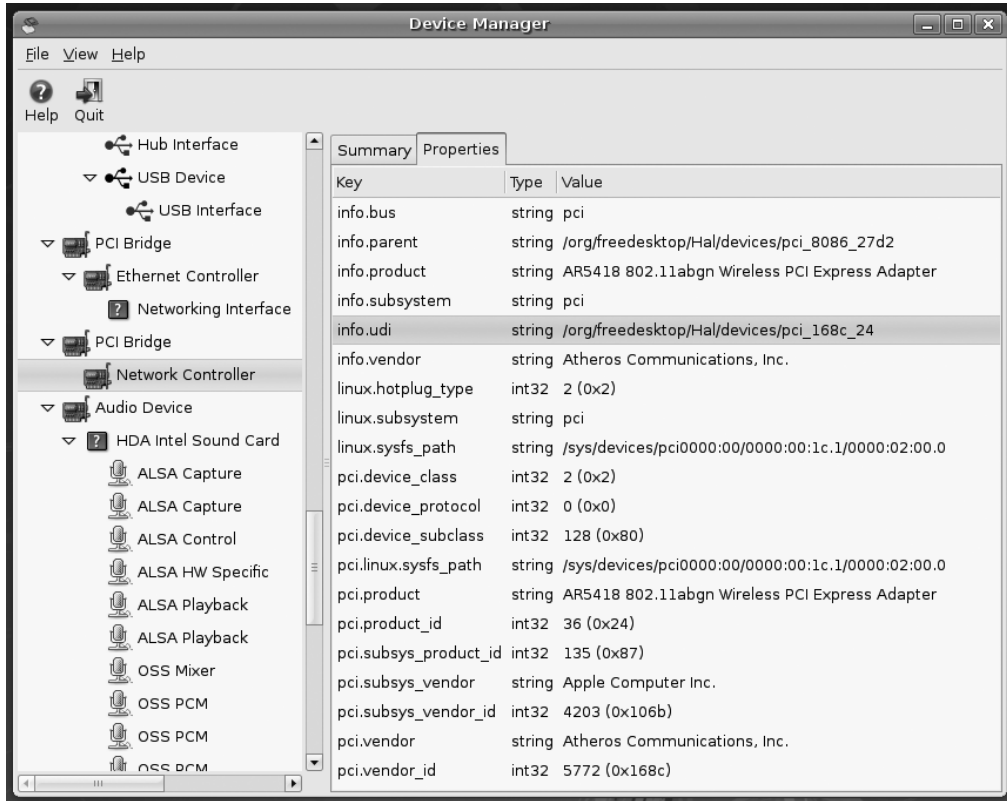 Device Manager
File View Help
Help Quit
Hub Interface
USB Device
USB Interface
PCI Bridge
Ethernet Controller
Networking Interface
PCI Bridge
Network Controller
Audio Device
HDA Intel Sound Card
ALSA Capture
ALSA Capture
ALSA Control
ALSA HW Specific
ALSA Playback
ALSA Playback
OSS Mixer
OSS PCM
OSS PCM
OSS PCM
Summary Properties
Key Type Value
info.bus string pci
info.parent string /org/freedesktop/Hal/devices/pci_8086_27d2
info.product string AR5418 802.11abgn Wireless PCI Express Adapter
info.subsystem string pci
info.udi string /org/freedesktop/Hal/devices/pci_168c_24
info.vendor string Atheros Communications, Inc.
linux.hotplug_type int32 2 (0x2)
linux.subsystem string pci
linux.sysfs_path string /sys/devices/pci0000:00/0000:00:1c.1/0000:02:00.0
pci.device_class int32 2 (0x2)
pci.device_protocol int32 0 (0x0)
pci.device_subclass int32 128 (0x80)
pci.linux.sysfs_path string /sys/devices/pci0000:00/0000:00:1c.1/0000:02:00.0
pci.product string AR5418 802.11abgn Wireless PCI Express Adapter
pci.product_id int32 36 (0x24)
pci.subsys_product_id int32 135 (0x87)
pci.subsys_vendor string Apple Computer Inc.
pci.subsys_vendor_id int32 4203 (0x106b)
pci.vendor string Atheros Communications, Inc.
pci.vendor_id int32 5772 (0x168c)